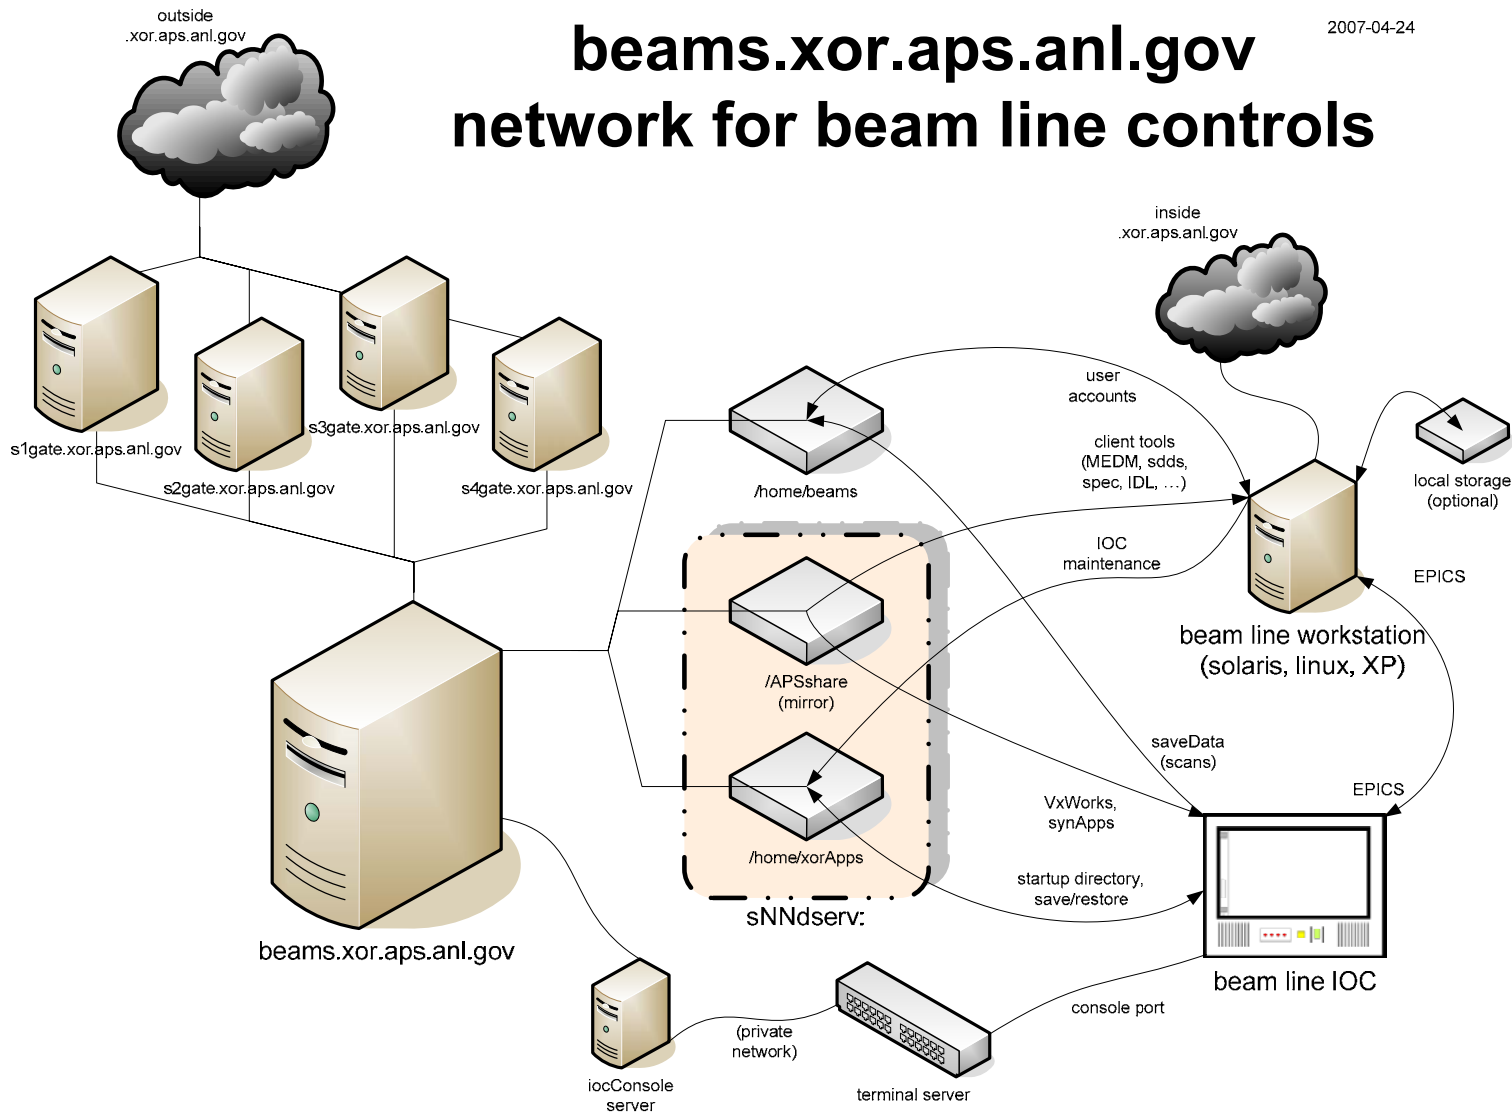 outside
.xor.aps.anl.gov
beams.xor.aps.anl.gov
network for beam line controls
2007-04-24
inside
.xor.aps.anl.gov
s1gate.xor.aps.anl.gov
s2gate.xor.aps.anl.gov
s3gate.xor.aps.anl.gov
s4gate.xor.aps.anl.gov
user
accounts
client tools
(MEDM, sdds,
spec, IDL, …)
local storage
(optional)
/home/beams
IOC
maintenance
EPICS
beam line workstation
(solaris, linux, XP)
/APSshare
(mirror)
saveData
(scans)
EPICS
VxWorks,
synApps
/home/xorApps
startup directory,
save/restore
sNNdserv:
beams.xor.aps.anl.gov
beam line IOC
console port
(private
network)
iocConsole
server
terminal server